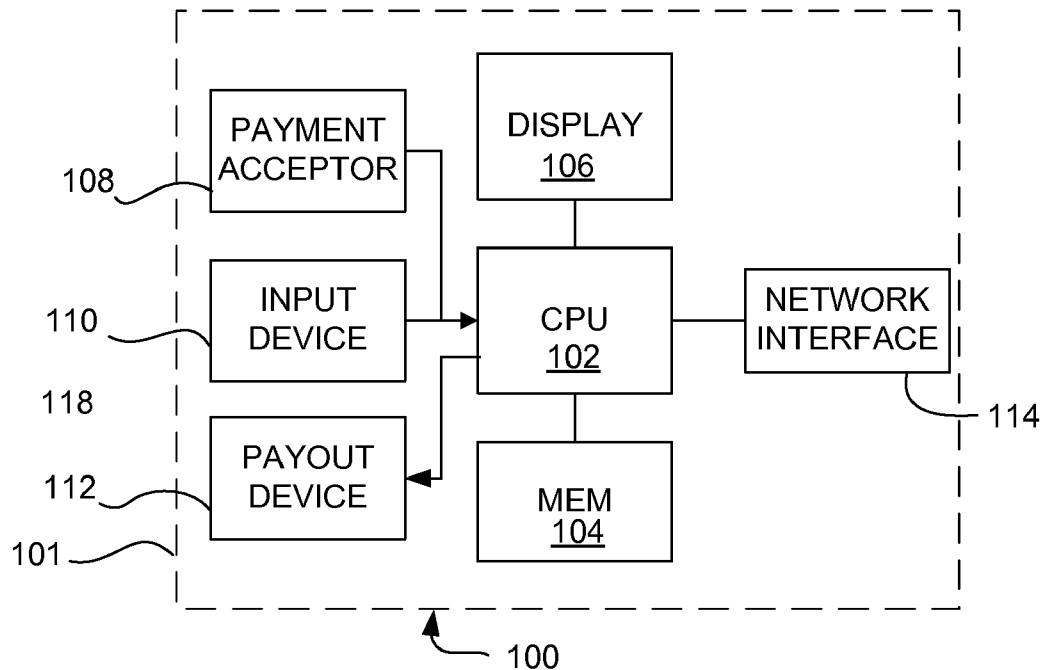 PAYMENT
ACCEPTOR
108
DISPLAY
106
INPUT
DEVICE
110
CPU
102
NETWORK
INTERFACE
114
118
PAYOUT
DEVICE
112
MEM
104
101
100